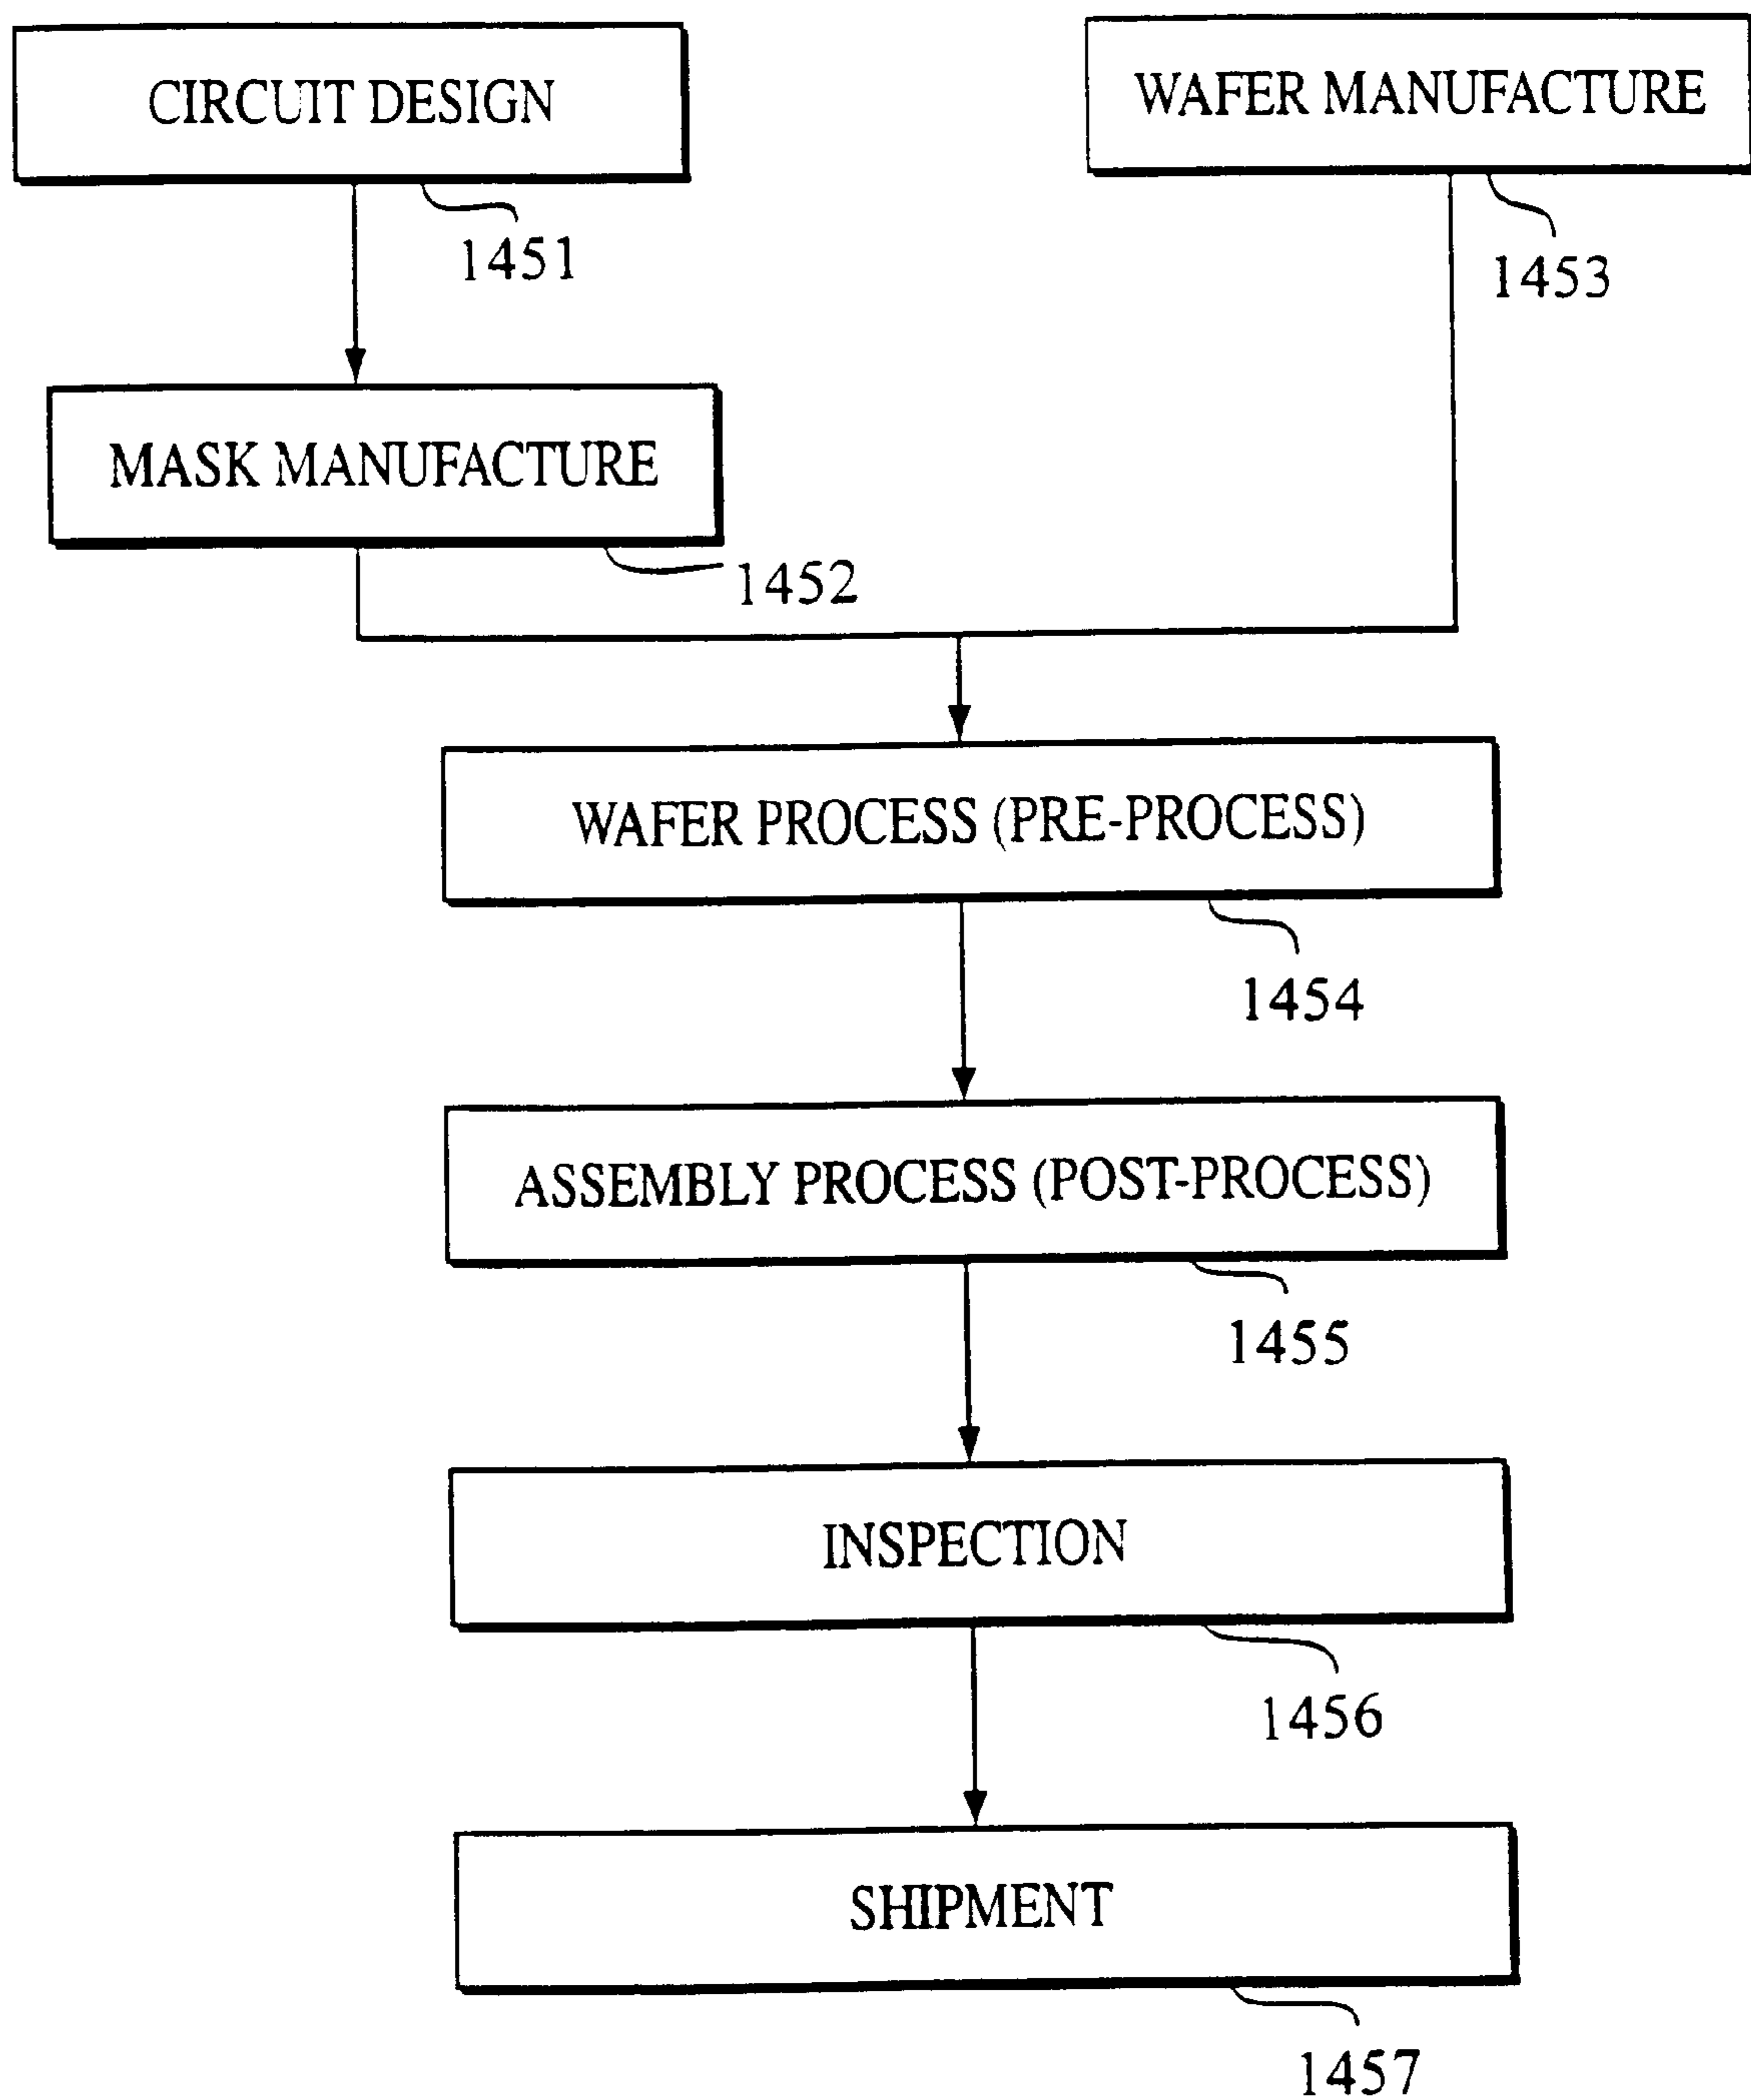 CIRCUIT DESIGN
1451
WAFER MANUFACTURE
1453
MASK MANUFACTURE
1452
WAFER PROCESS (PRE-PROCESS)
1454
ASSEMBLY PROCESS (POST-PROCESS)
1455
INSPECTION
1456
SHIPMENT
1457